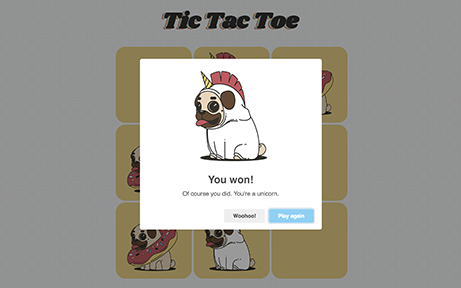 Tic Tac Toe
You won!
Of course you did. You're a unicorn.
Woohoo!
Play again